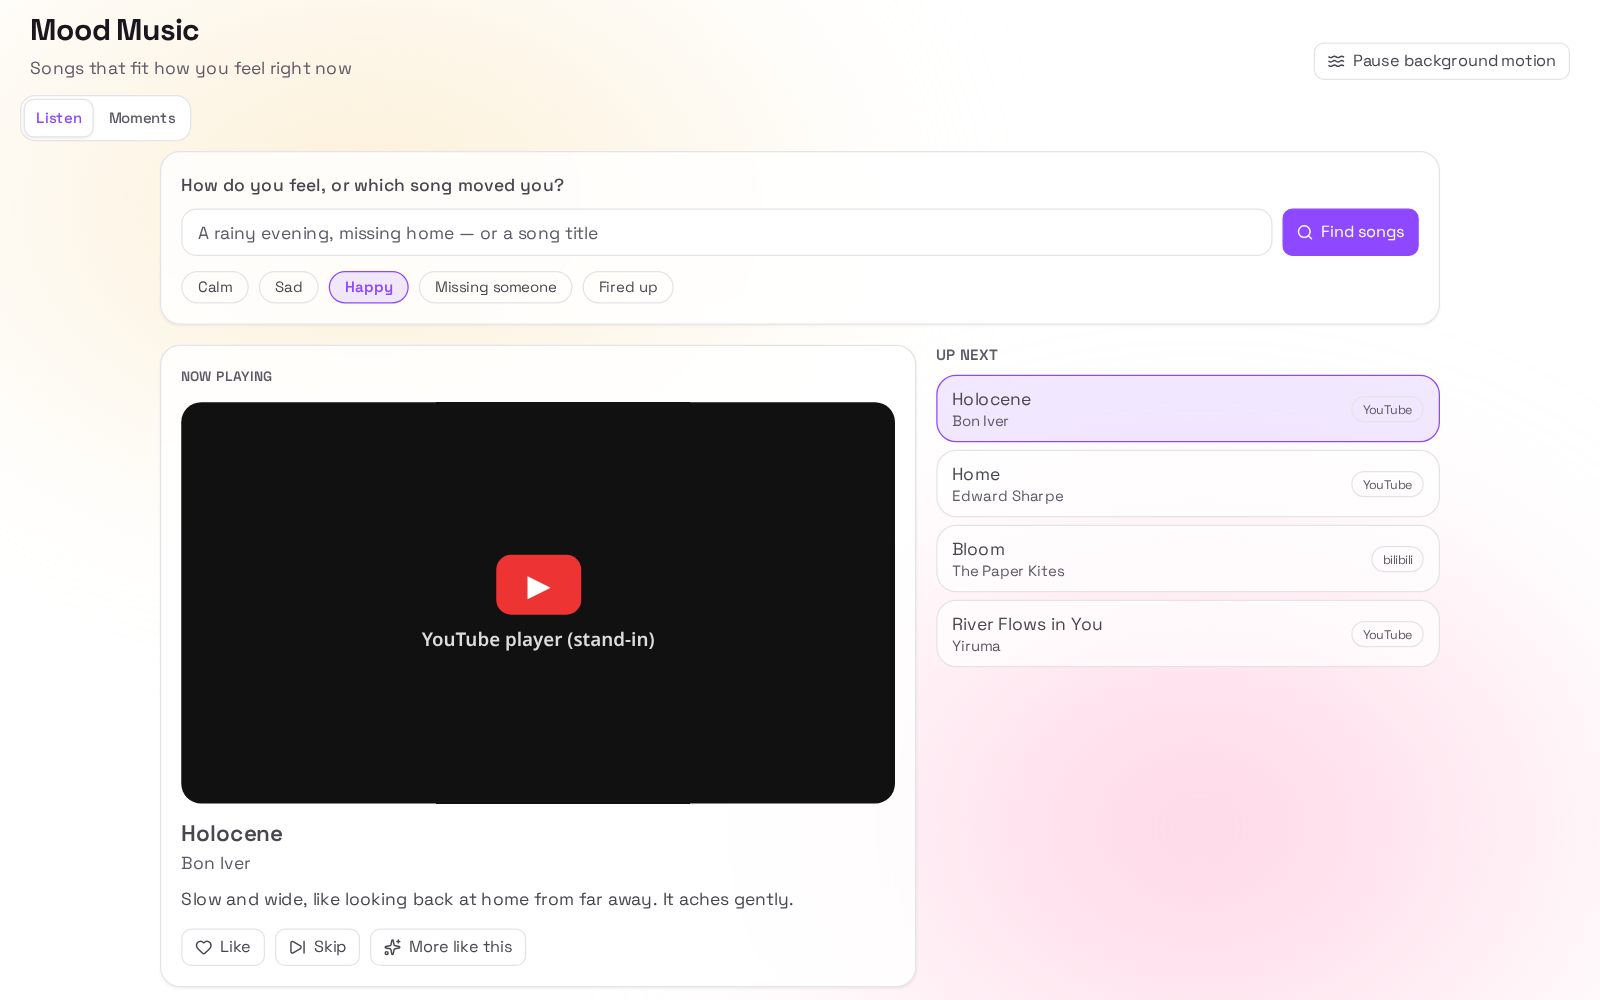 Mood Music
Songs that fit how you feel right now
Pause background motion
Listen
Moments
How do you feel, or which song moved you?
A rainy evening, missing home — or a song title
Find songs
Calm
Sad
Happy
Missing someone
Fired up
NOW PLAYING
YouTube player (stand-in)
Holocene
Bon Iver
Slow and wide, like looking back at home from far away. It aches gently.
Like
Skip
More like this
UP NEXT
Holocene
Bon Iver
YouTube
Home
Edward Sharpe
YouTube
Bloom
The Paper Kites
bilibili
River Flows in You
Yiruma
YouTube